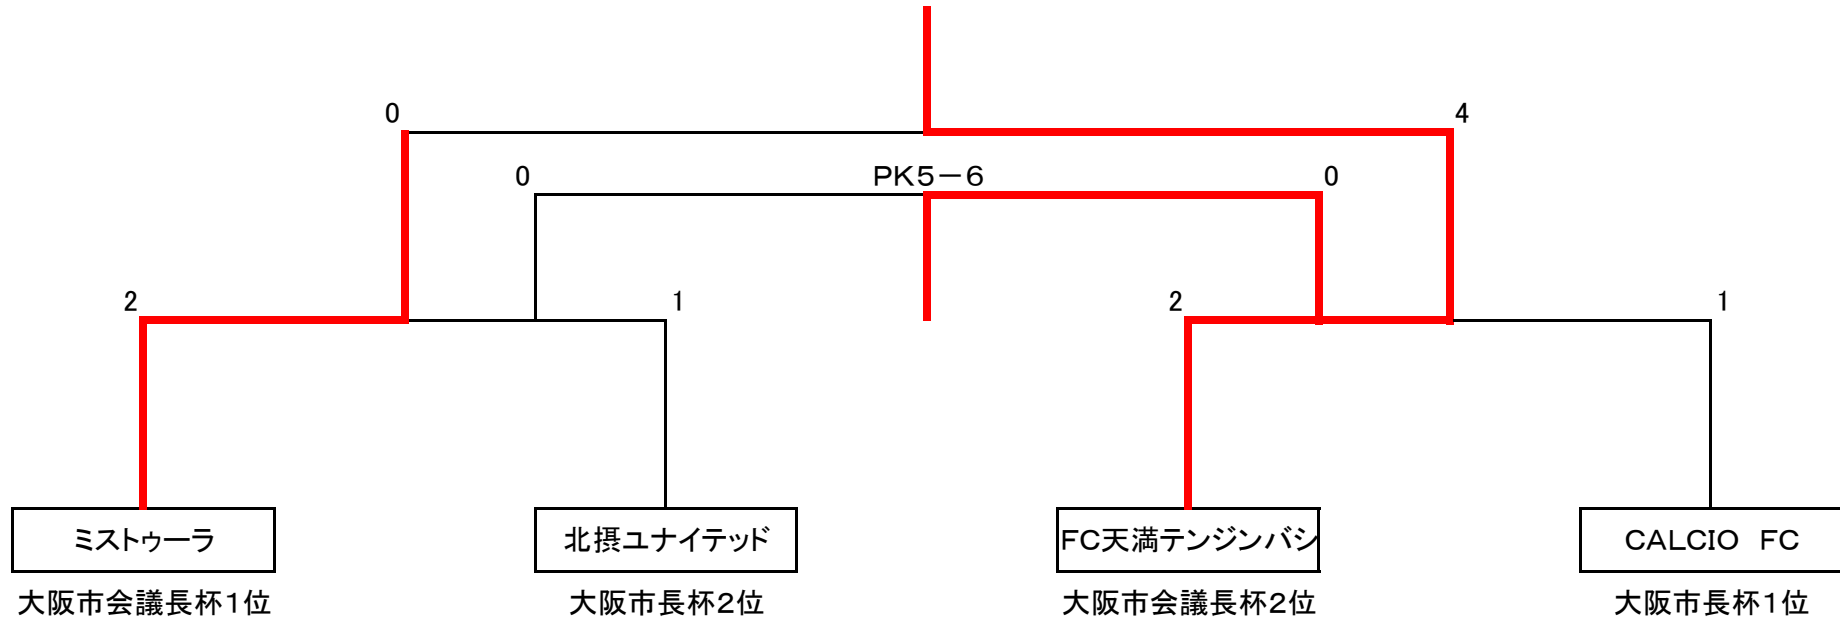 0
4
0
PK5－6
0
2
1
2
1
ミストゥーラ
北摂ユナイテッド
FC天満テンジンバシ
CALCIO　FC
大阪市会議長杯1位
大阪市長杯2位
大阪市会議長杯2位
大阪市長杯1位